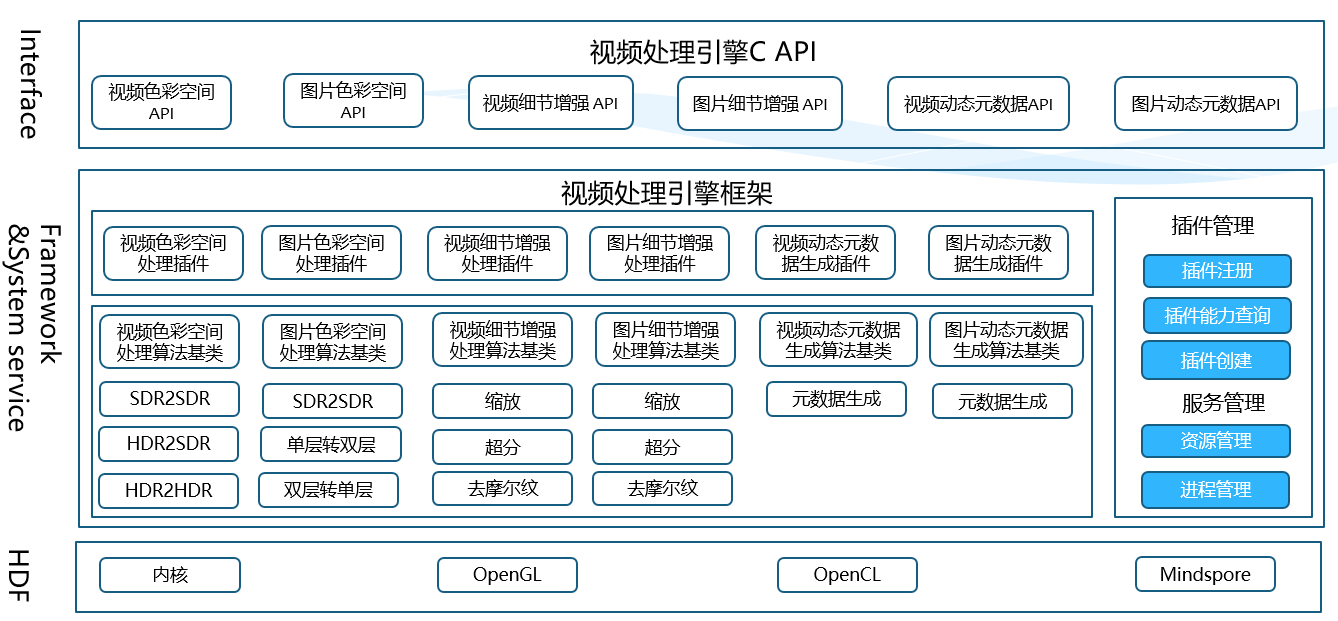 Interface
视频处理引擎C API
视频色彩空间
API
图片色彩空间
API
视频细节增强 API
图片细节增强 API
视频动态元数据API
图片动态元数据API
Framework
&System service
视频处理引擎框架
视频色彩空间
处理插件
图片色彩空间
处理插件
视频细节增强
处理插件
图片细节增强
处理插件
视频动态元数
据生成插件
图片动态元数
据生成插件
视频色彩空间
处理算法基类
图片色彩空间
处理算法基类
视频细节增强
处理算法基类
图片细节增强
处理算法基类
视频动态元数据
生成算法基类
图片动态元数据
生成算法基类
SDR2SDR
SDR2SDR
缩放
缩放
元数据生成
元数据生成
HDR2SDR
单层转双层
超分
超分
HDR2HDR
双层转单层
去摩尔纹
去摩尔纹
插件管理
插件注册
插件能力查询
插件创建
服务管理
资源管理
进程管理
HDF
内核
OpenGL
OpenCL
Mindspore